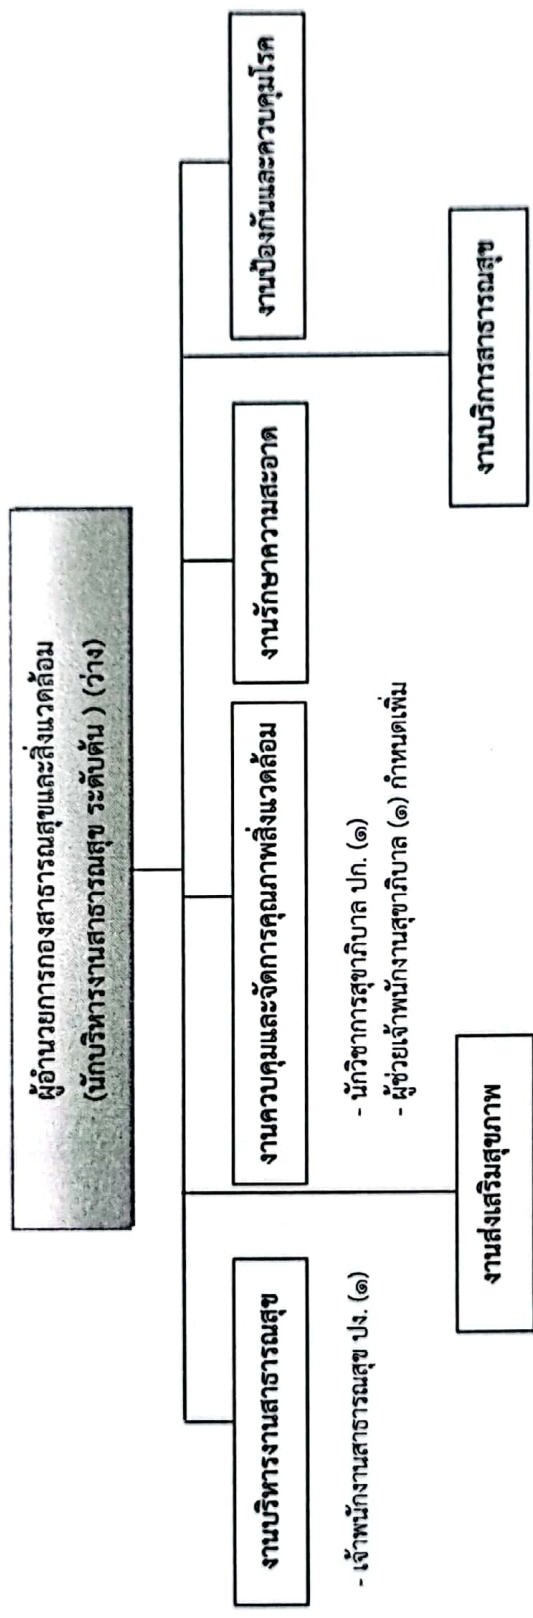 ผู้อำนวยการกองสาธารณสุขและสิ่งแวดล้อม
(นักบริหารงานสาธารณสุข ระดับต้น ) (ว่าง)
งานบริหารงานสาธารณสุข
งานควบคุมและจัดการคุณภาพสิ่งแวดล้อม
งานรักษาความสะอาด
งานป้องกันและควบคุมโรค
- เจ้าพนักงานสาธารณสุข ปง. (๑)
- นักวิชาการสุขาภิบาล ปก. (๑)
- ผู้ช่วยเจ้าพนักงานสุขาภิบาล (๑) กำหนดเพิ่ม
งานส่งเสริมสุขภาพ
งานบริการสาธารณสุข